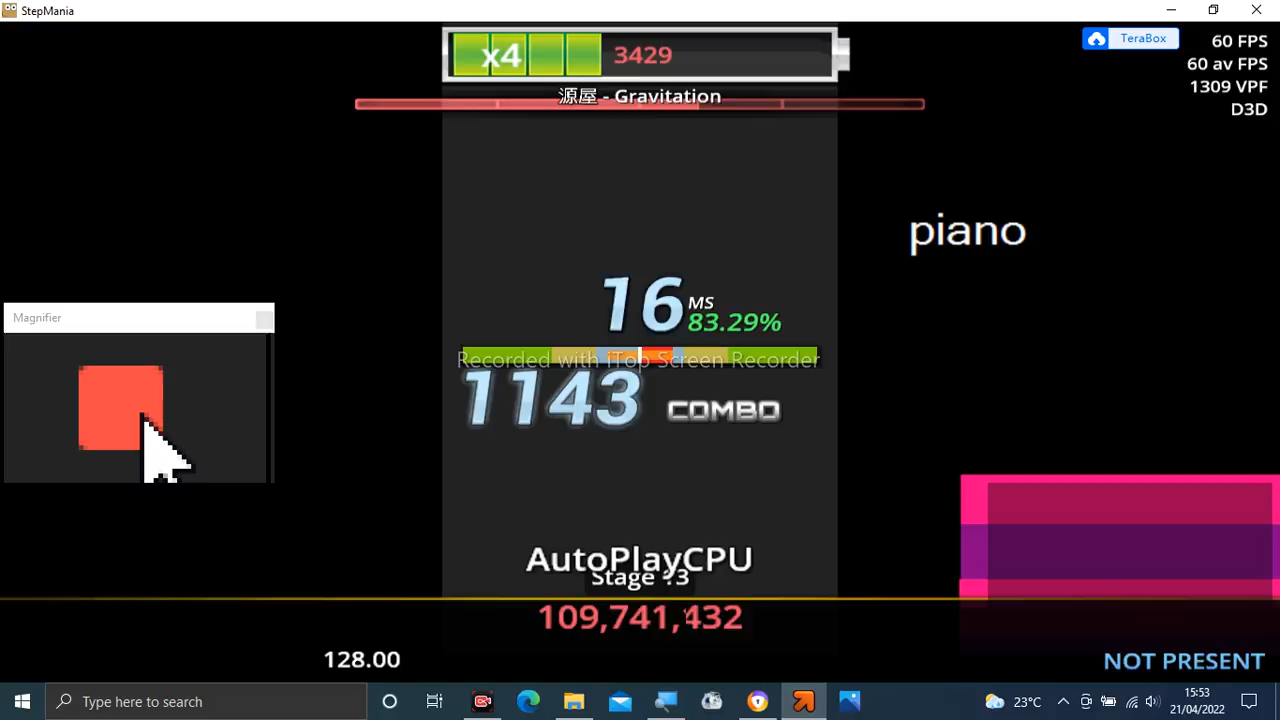 StepMania
x4 3429
TeraBox
60 FPS
60 av FPS
1309 VPF
D3D
源屋 - Gravitation
piano
Magnifier
16 MS
83.29%
Recorded with iTop Screen Recorder
1143 COMBO
AutoPlayCPU
Stage
109,741,432
128.00
NOT PRESENT
Type here to search
23°C
15:53
21/04/2022